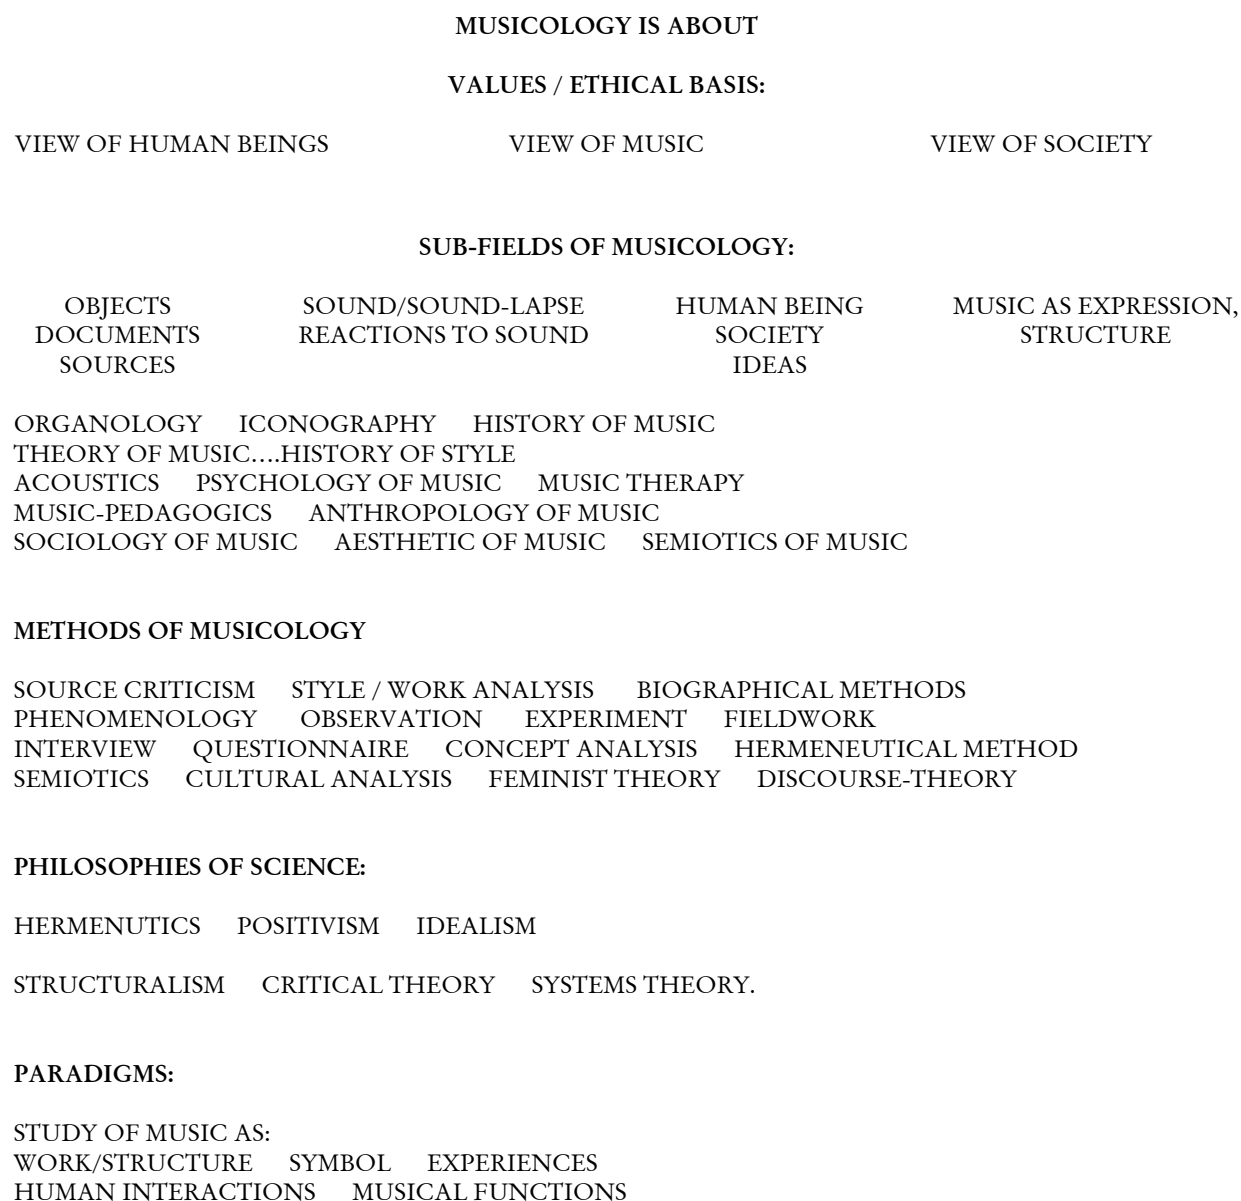 MUSICOLOGY IS ABOUT
VALUES / ETHICAL BASIS:
VIEW OF HUMAN BEINGS VIEW OF MUSIC VIEW OF SOCIETY
SUB-FIELDS OF MUSICOLOGY:
OBJECTS SOUND/SOUND-LAPSE HUMAN BEING MUSIC AS EXPRESSION,
DOCUMENTS REACTIONS TO SOUND SOCIETY STRUCTURE
SOURCES IDEAS
ORGANOLOGY ICONOGRAPHY HISTORY OF MUSIC
THEORY OF MUSIC….HISTORY OF STYLE
ACOUSTICS PSYCHOLOGY OF MUSIC MUSIC THERAPY
MUSIC-PEDAGOGICS ANTHROPOLOGY OF MUSIC
SOCIOLOGY OF MUSIC AESTHETIC OF MUSIC SEMIOTICS OF MUSIC
METHODS OF MUSICOLOGY
SOURCE CRITICISM STYLE / WORK ANALYSIS BIOGRAPHICAL METHODS
PHENOMENOLOGY OBSERVATION EXPERIMENT FIELDWORK
INTERVIEW QUESTIONNAIRE CONCEPT ANALYSIS HERMENEUTICAL METHOD
SEMIOTICS CULTURAL ANALYSIS FEMINIST THEORY DISCOURSE-THEORY
PHILOSOPHIES OF SCIENCE:
HERMENUTICS POSITIVISM IDEALISM
STRUCTURALISM CRITICAL THEORY SYSTEMS THEORY.
PARADIGMS:
STUDY OF MUSIC AS:
WORK/STRUCTURE SYMBOL EXPERIENCES
HUMAN INTERACTIONS MUSICAL FUNCTIONS